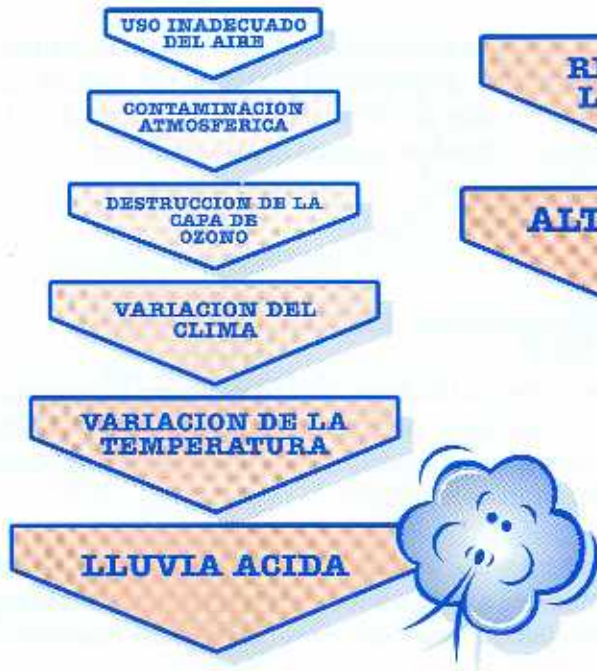 USO INADECUADO
DEL AIRE
CONTAMINACION
ATMOSFERICA
DESTRUCCION DE LA
CAPA DE
OZONO
VARIACION DEL
CLIMA
VARIACION DE LA
TEMPERATURA
LLUVIA ACIDA